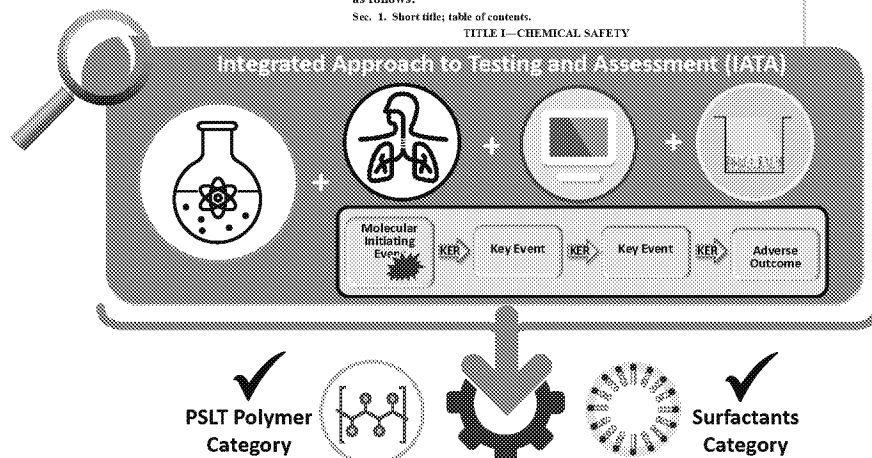 as follows:
Sec. 1. Short title; table of contents.
TITLE I—CHEMICAL SAFETY
Integrated Approach to Testing and Assessment (IATA)
+
+
+
Molecular
Initiating
Event
KER
Key Event
KER
Key Event
KER
Adverse
Outcome
PSLT Polymer
Category
Surfactants
Category